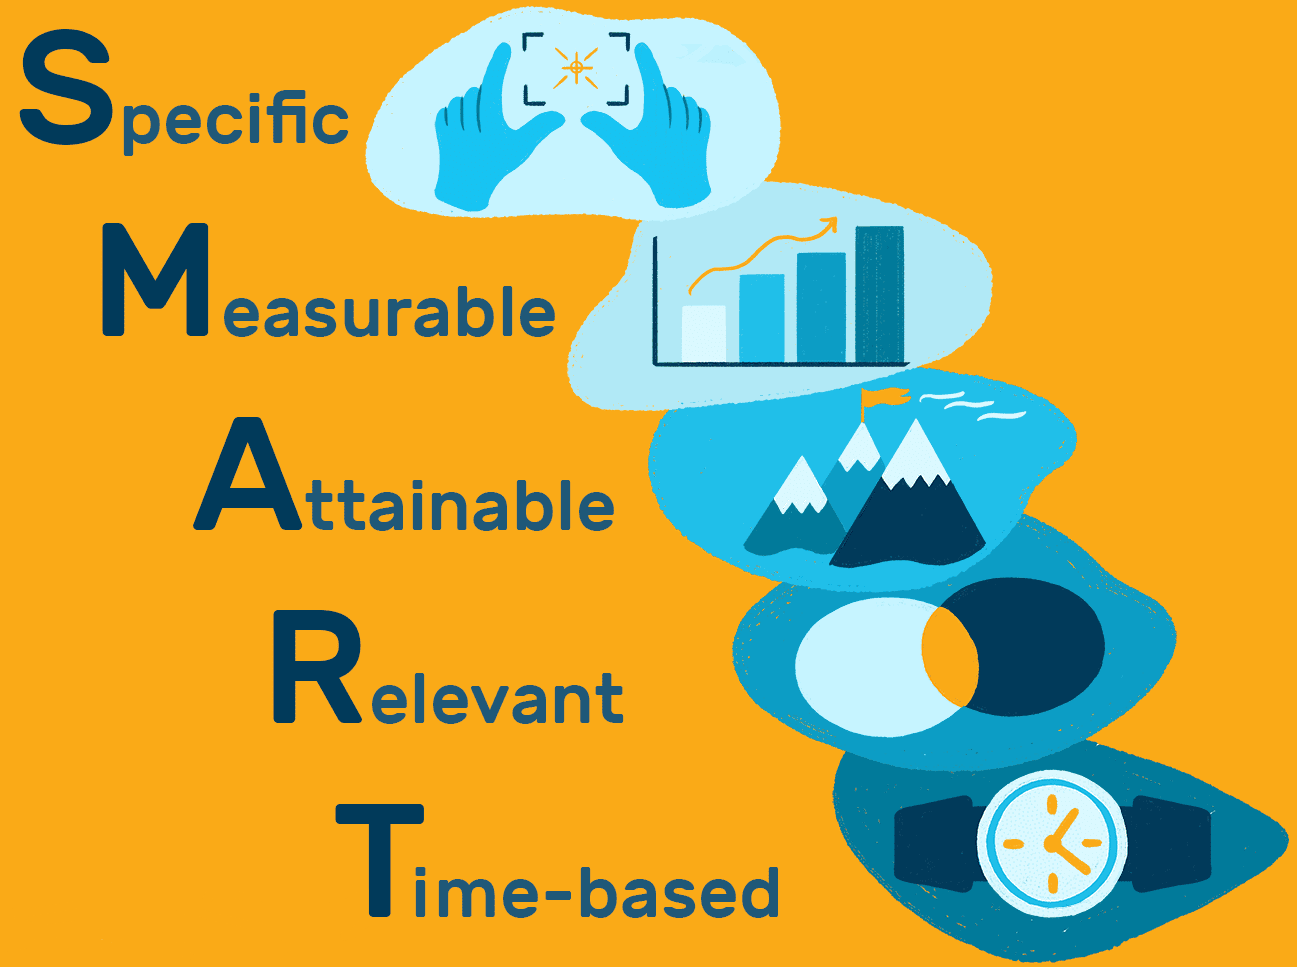 Specific
Measurable
Attainable
Relevant
Time-based